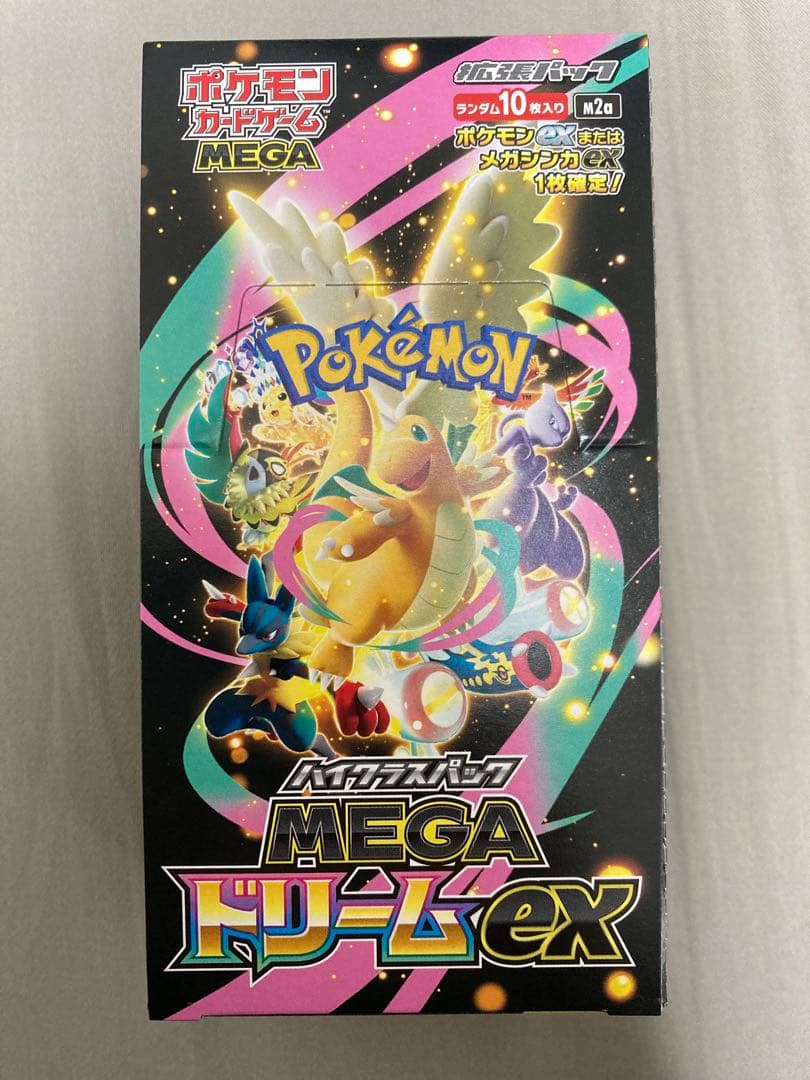 ポケモン
カードゲーム™
MEGA
拡張パック
ランダム10枚入り M2a
ポケモンexまたは
メガシンカex
1枚確定!
POKéMON™
ハイクラスパック
MEGA
ドリームex